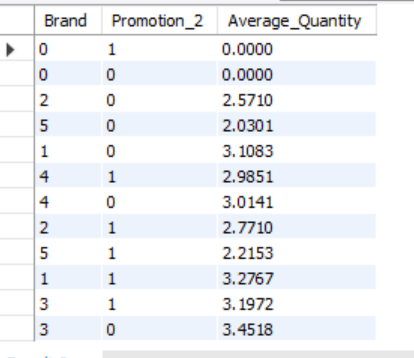 Brand Promotion_2 Average_Quantity
0 1 0.0000
0 0 0.0000
2 0 2.5710
5 0 2.0301
1 0 3.1083
4 1 2.9851
4 0 3.0141
2 1 2.7710
5 1 2.2153
1 1 3.2767
3 1 3.1972
3 0 3.4518